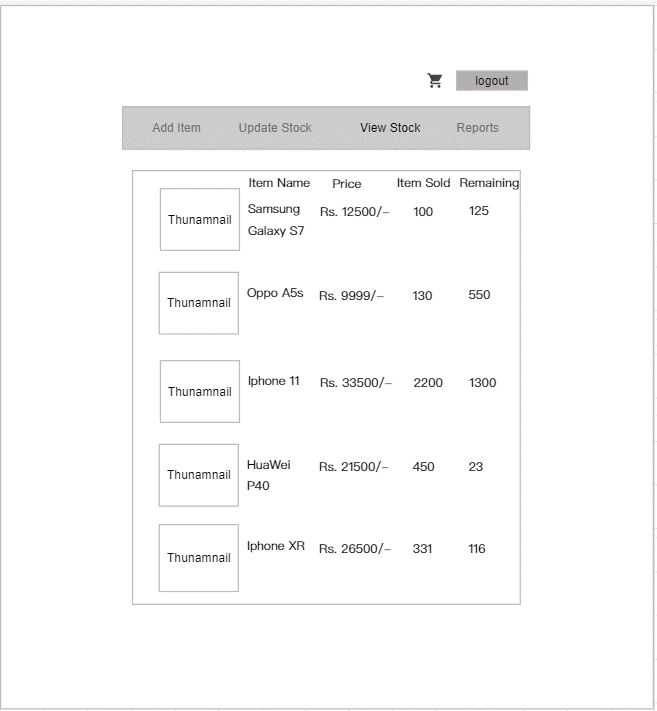 logout
Add Item Update Stock View Stock Reports
Item Name Price Item Sold Remaining
Thunamnail Samsung Rs. 12500/– 100 125
Galaxy S7
Thunamnail Oppo A5s Rs. 9999/– 130 550
Thunamnail Iphone 11 Rs. 33500/– 2200 1300
Thunamnail HuaWei Rs. 21500/– 450 23
P40
Thunamnail Iphone XR Rs. 26500/– 331 116